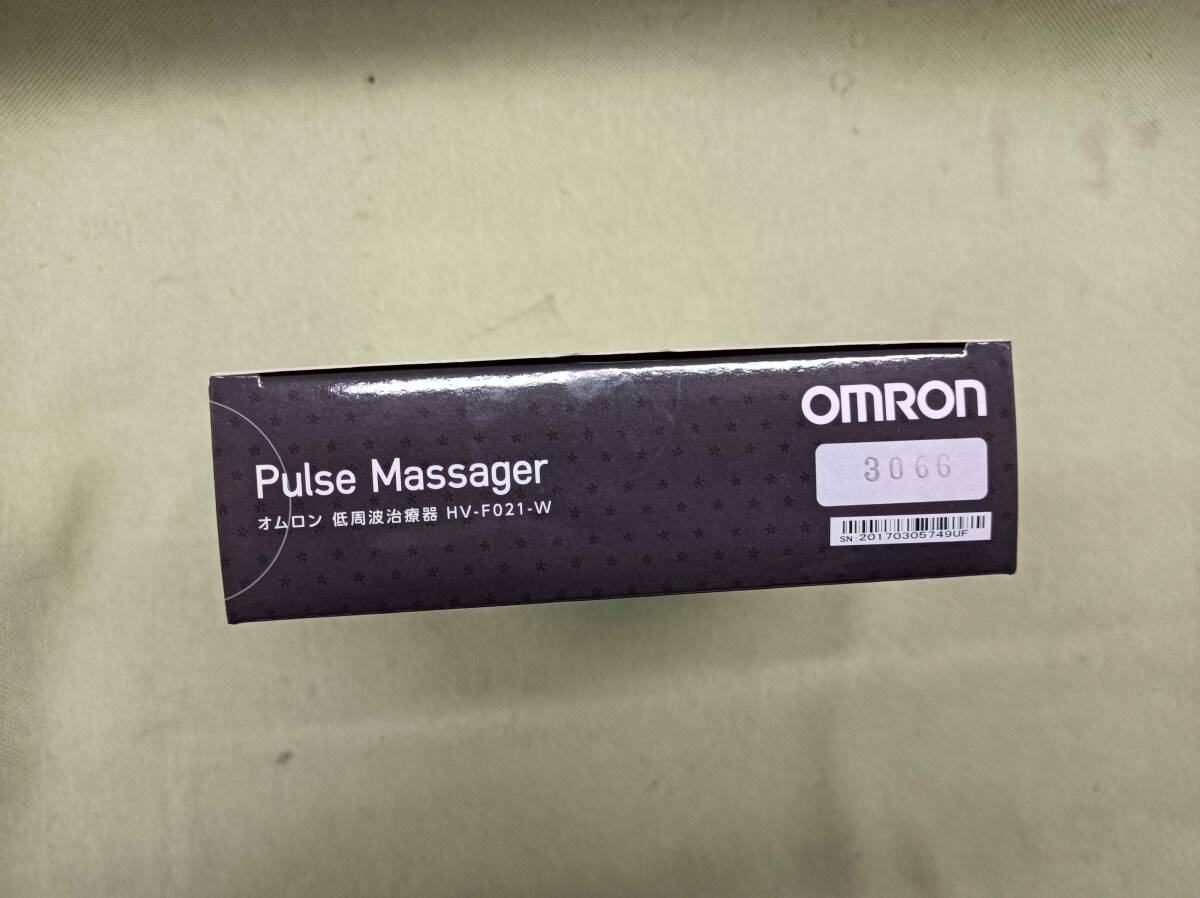 OMRON
3066
Pulse Massager
オムロン 低周波治療器 HV-F021-W
SN:20170305749UF